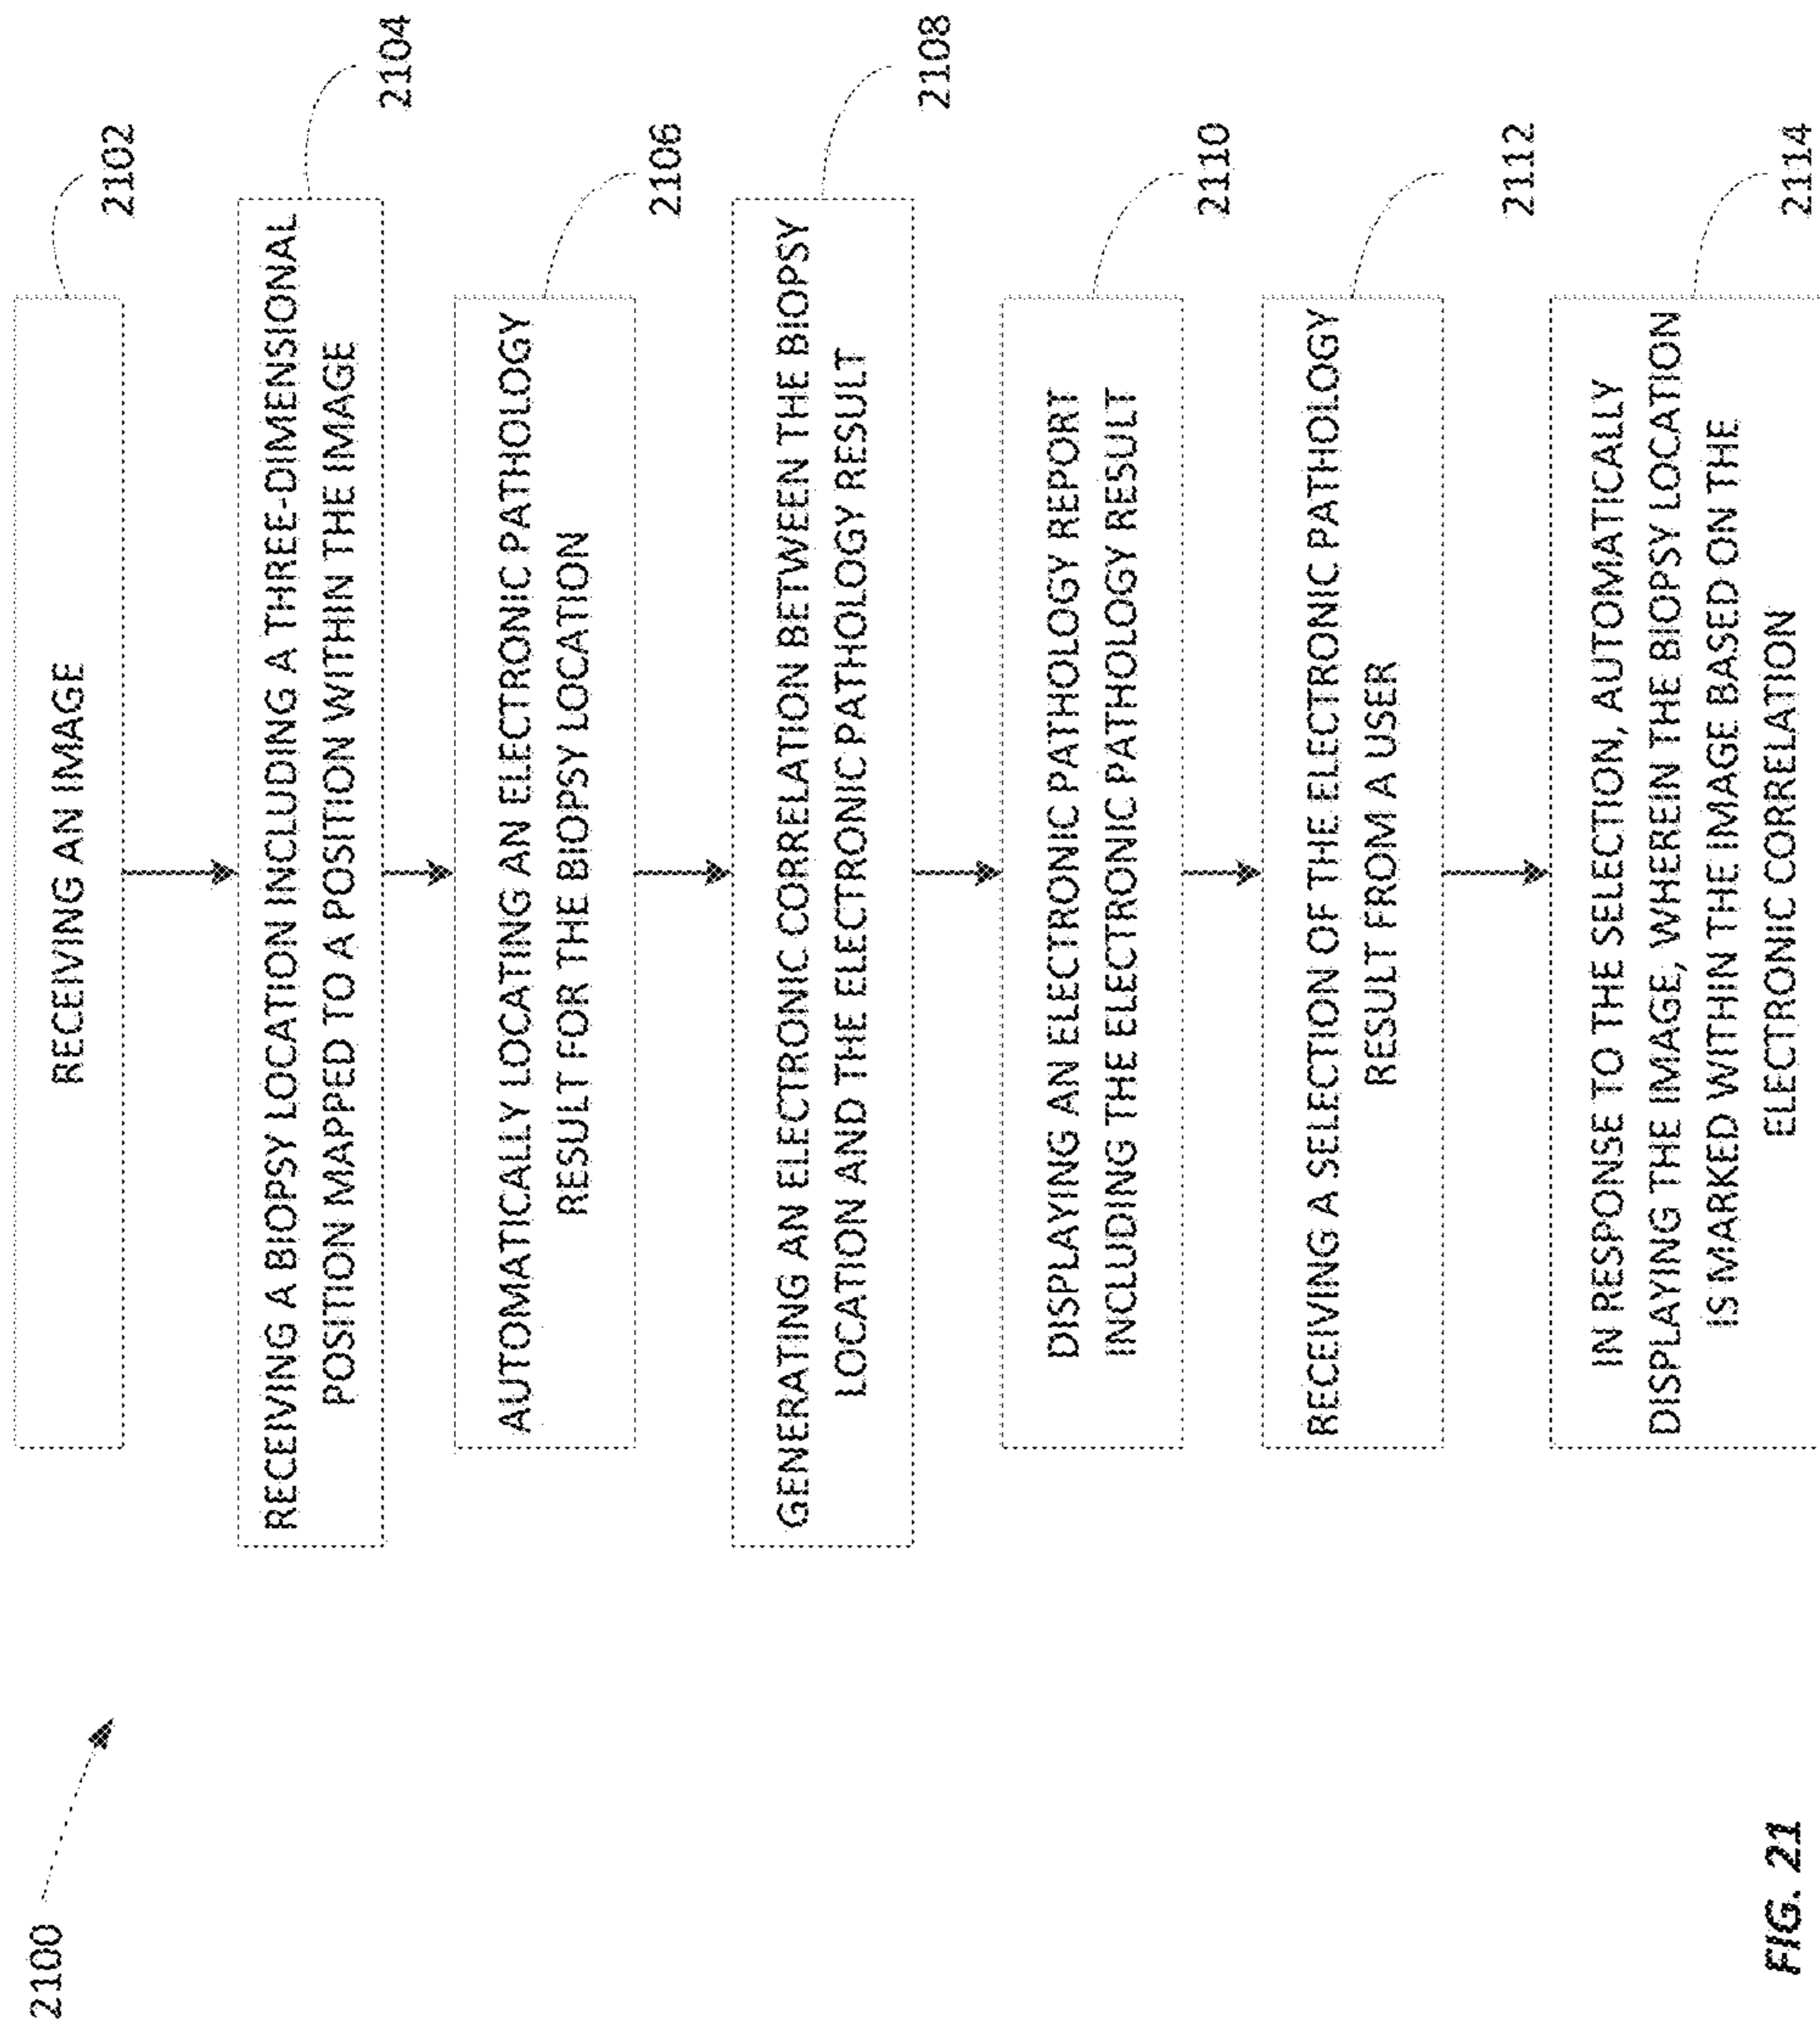 2100
RECEIVING AN IMAGE
2102
RECEIVING A BIOPSY LOCATION INCLUDING A THREE-DIMENSIONAL
POSITION MAPPED TO A POSITION WITHIN THE IMAGE
2104
AUTOMATICALLY LOCATING AN ELECTRONIC PATHOLOGY
RESULT FOR THE BIOPSY LOCATION
2106
GENERATING AN ELECTRONIC CORRELATION BETWEEN THE BIOPSY
LOCATION AND THE ELECTRONIC PATHOLOGY RESULT
2108
DISPLAYING AN ELECTRONIC PATHOLOGY REPORT
INCLUDING THE ELECTRONIC PATHOLOGY RESULT
2110
RECEIVING A SELECTION OF THE ELECTRONIC PATHOLOGY
RESULT FROM A USER
2112
IN RESPONSE TO THE SELECTION, AUTOMATICALLY
DISPLAYING THE IMAGE, WHEREIN THE BIOPSY LOCATION
IS MARKED WITHIN THE IMAGE BASED ON THE
ELECTRONIC CORRELATION
2114
FIG. 21